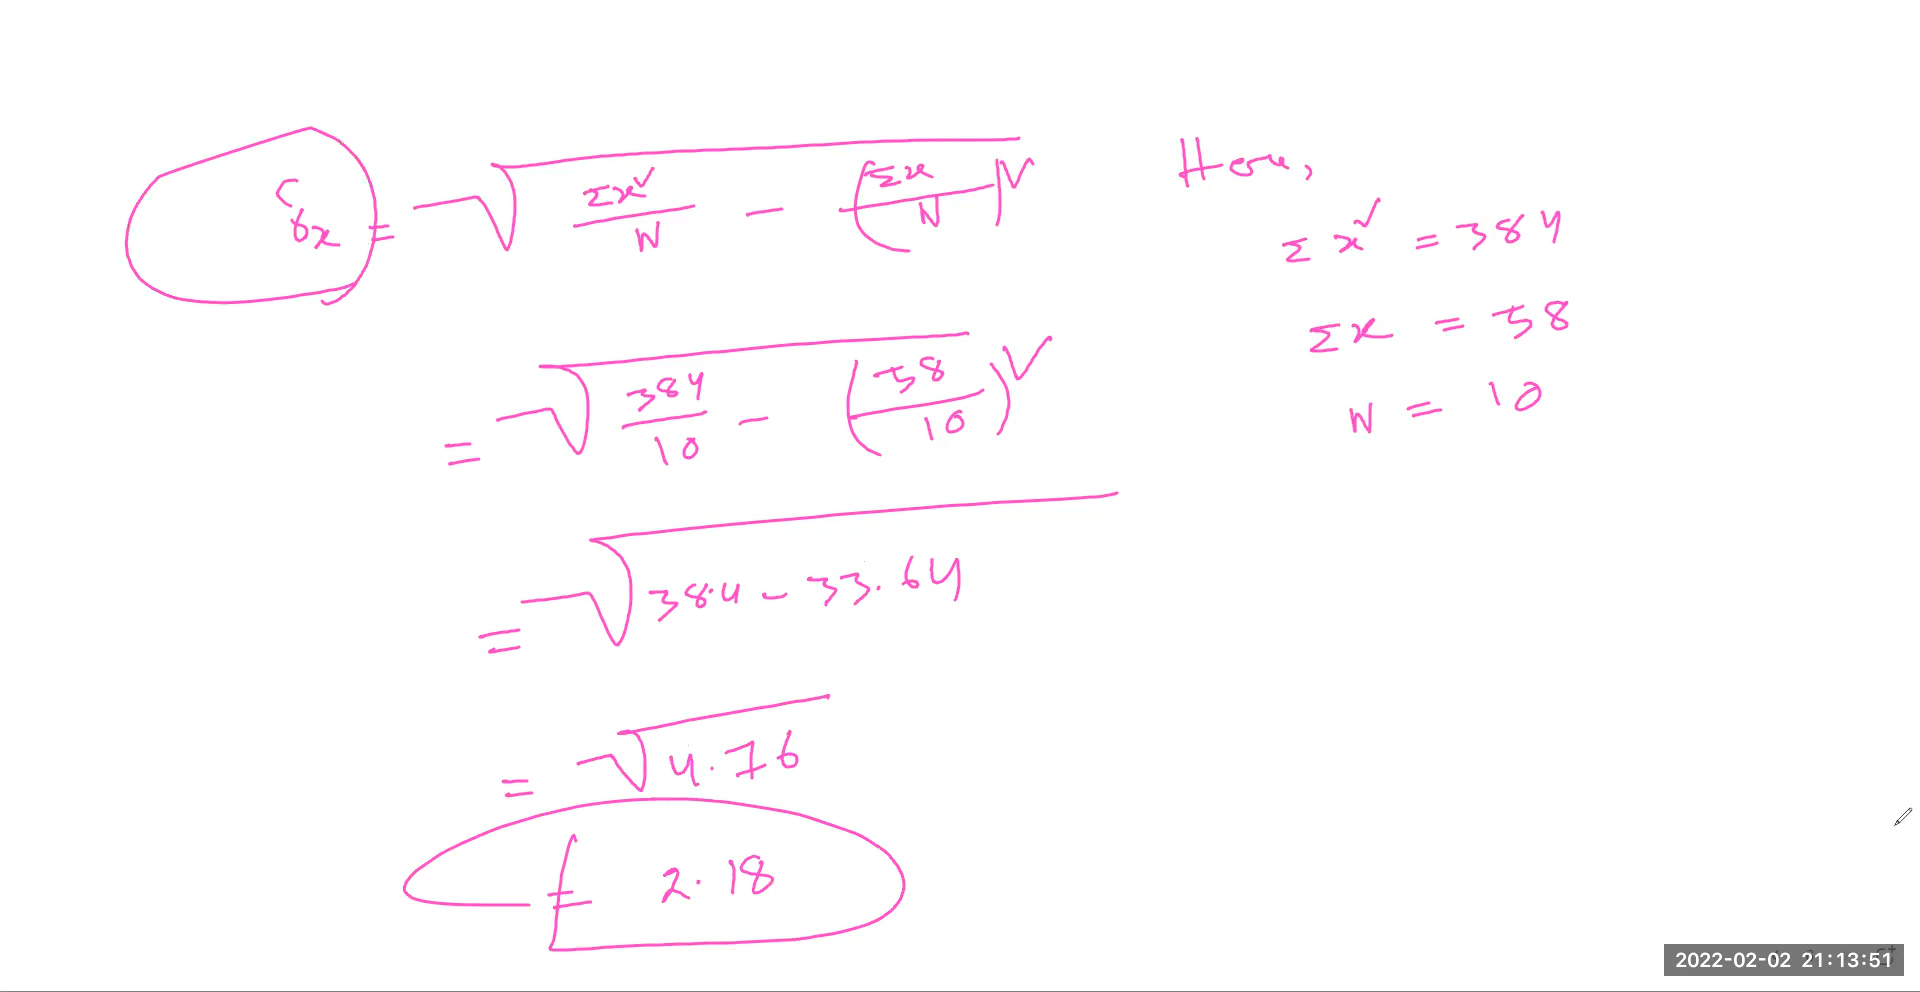 σx = √(Σx²/N - (Σx/N)²)
= √(384/10 - (58/10)²)
= √(38.4 - 33.64)
= √4.76
= 2.18
Here,
Σx² = 384
Σx = 58
N = 10
2022-02-02 21:13:51